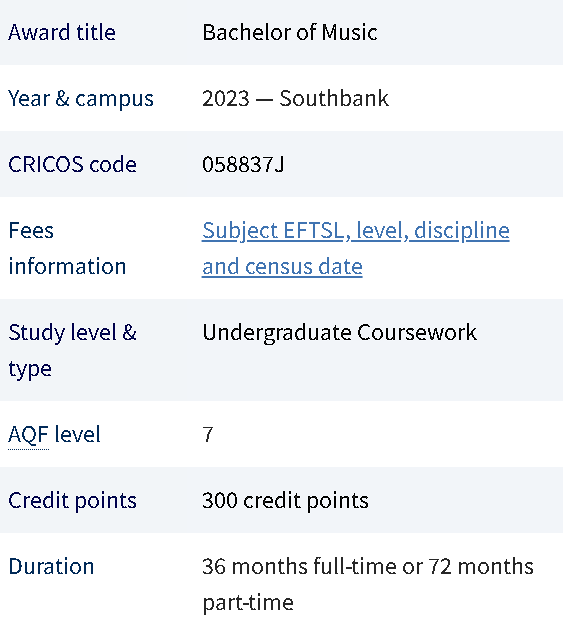 Award title Bachelor of Music
Year & campus 2023 — Southbank
CRICOS code 058837J
Fees Subject EFTSL, level, discipline
information and census date
Study level & Undergraduate Coursework
type
AQF level 7
Credit points 300 credit points
Duration 36 months full-time or 72 months
part-time